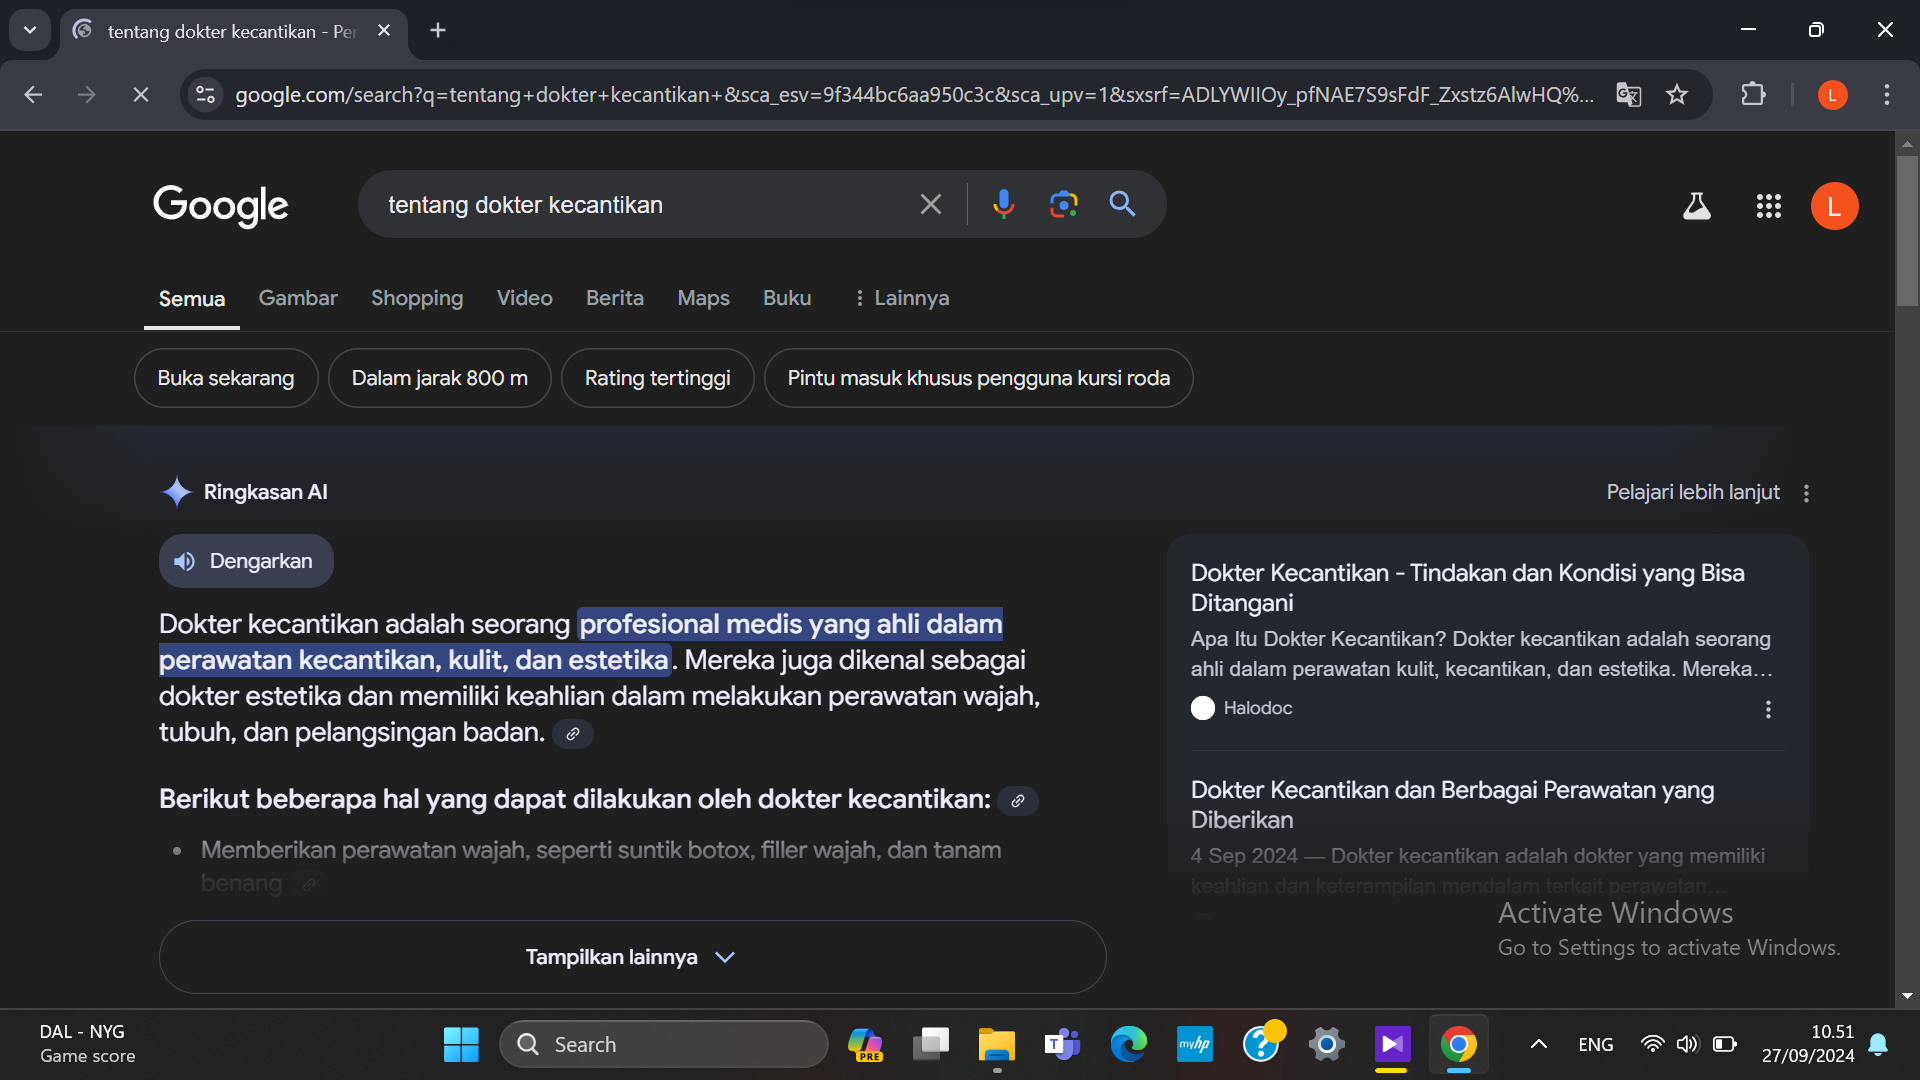 tentang dokter kecantikan - Pe
google.com/search?q=tentang+dokter+kecantikan+&sca_esv=9f344bc6aa950c3c&sca_upv=1&sxsrf=ADLYWIIOy_pfNAE7S9sFdF_Zxstz6AlwHQ%...
L
Google
tentang dokter kecantikan
L
Semua
Gambar
Shopping
Video
Berita
Maps
Buku
Lainnya
Buka sekarang
Dalam jarak 800 m
Rating tertinggi
Pintu masuk khusus pengguna kursi roda
Ringkasan AI
Pelajari lebih lanjut
Dengarkan
Dokter kecantikan adalah seorang profesional medis yang ahli dalam
perawatan kecantikan, kulit, dan estetika. Mereka juga dikenal sebagai
dokter estetika dan memiliki keahlian dalam melakukan perawatan wajah,
tubuh, dan pelangsingan badan.
Berikut beberapa hal yang dapat dilakukan oleh dokter kecantikan:
• Memberikan perawatan wajah, seperti suntik botox, filler wajah, dan tanam
benang
Tampilkan lainnya
Dokter Kecantikan - Tindakan dan Kondisi yang Bisa
Ditangani
Apa Itu Dokter Kecantikan? Dokter kecantikan adalah seorang
ahli dalam perawatan kulit, kecantikan, dan estetika. Mereka...
Halodoc
Dokter Kecantikan dan Berbagai Perawatan yang
Diberikan
4 Sep 2024 — Dokter kecantikan adalah dokter yang memiliki
keahlian dan keterampilan mendalam terkait perawatan...
Activate Windows
Go to Settings to activate Windows.
DAL - NYG
Game score
Search
PRE
T
myhp
?
ENG
10.51
27/09/2024